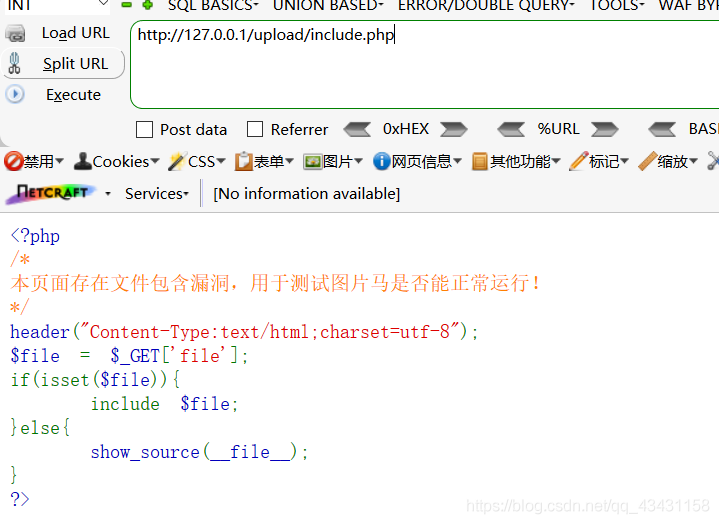 INT SQL BASICS UNION BASED ERROR/DOUBLE QUERY TOOLS WAF BYP
Load URL
http://127.0.0.1/upload/include.php
Split URL
Execute
Post data Referrer 0xHEX %URL BAS
禁用 Cookies CSS 表单 图片 网页信息 其他功能 标记 缩放
NETCRAFT Services [No information available]
<?php
/*
本页面存在文件包含漏洞，用于测试图片马是否能正常运行！
*/
header("Content-Type:text/html;charset=utf-8");
$file = $_GET['file'];
if(isset($file)){
include $file;
}else{
show_source(__file__);
}
?>
https://blog.csdn.net/qq_43431158